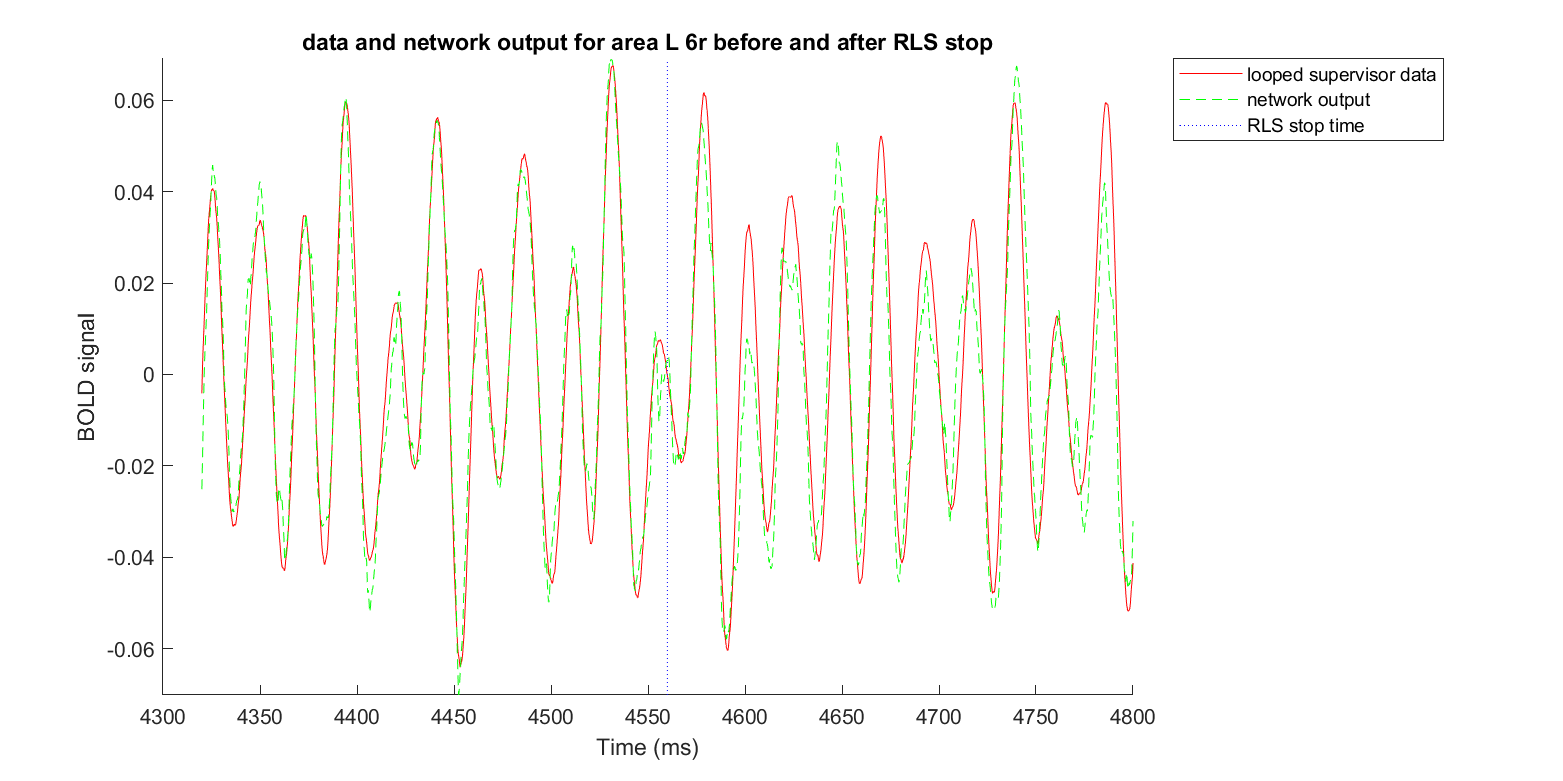 data and network output for area L 6r before and after RLS stop
looped supervisor data
network output
RLS stop time
BOLD signal
0.06
0.04
0.02
0
-0.02
-0.04
-0.06
4300 4350 4400 4450 4500 4550 4600 4650 4700 4750 4800
Time (ms)